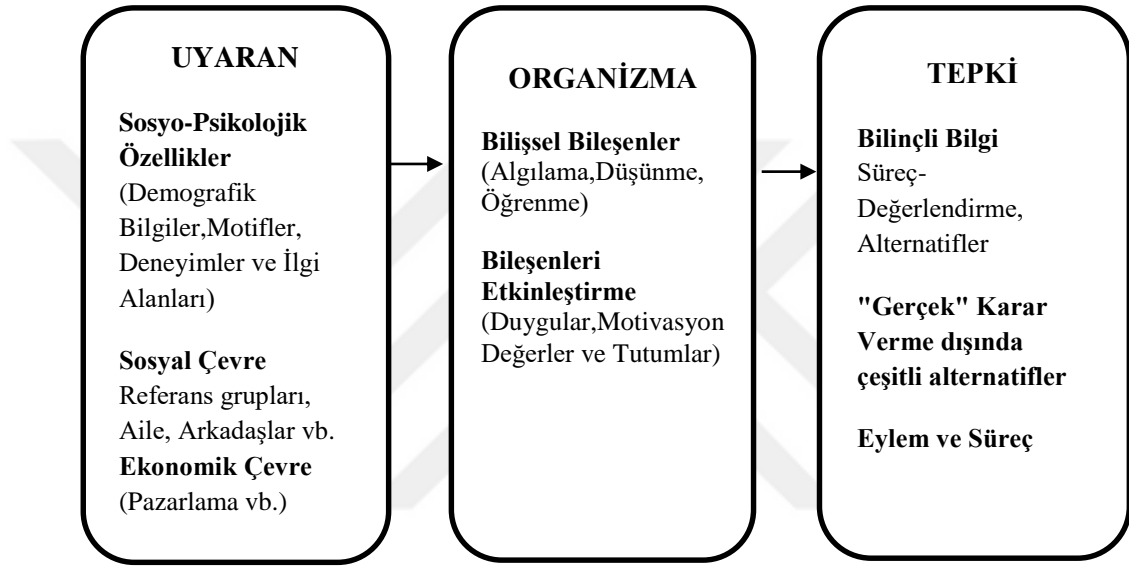 UYARAN
Sosyo-Psikolojik
Özellikler
(Demografik
Bilgiler,Motifler,
Deneyimler ve İlgi
Alanları)
Sosyal Çevre
Referans grupları,
Aile, Arkadaşlar vb.
Ekonomik Çevre
(Pazarlama vb.)
ORGANİZMA
Bilişsel Bileşenler
(Algılama,Düşünme,
Öğrenme)
Bileşenleri
Etkinleştirme
(Duygular,Motivasyon
Değerler ve Tutumlar)
TEPKİ
Bilinçli Bilgi
Süreç-
Değerlendirme,
Alternatifler
"Gerçek" Karar
Verme dışında
çeşitli alternatifler
Eylem ve Süreç